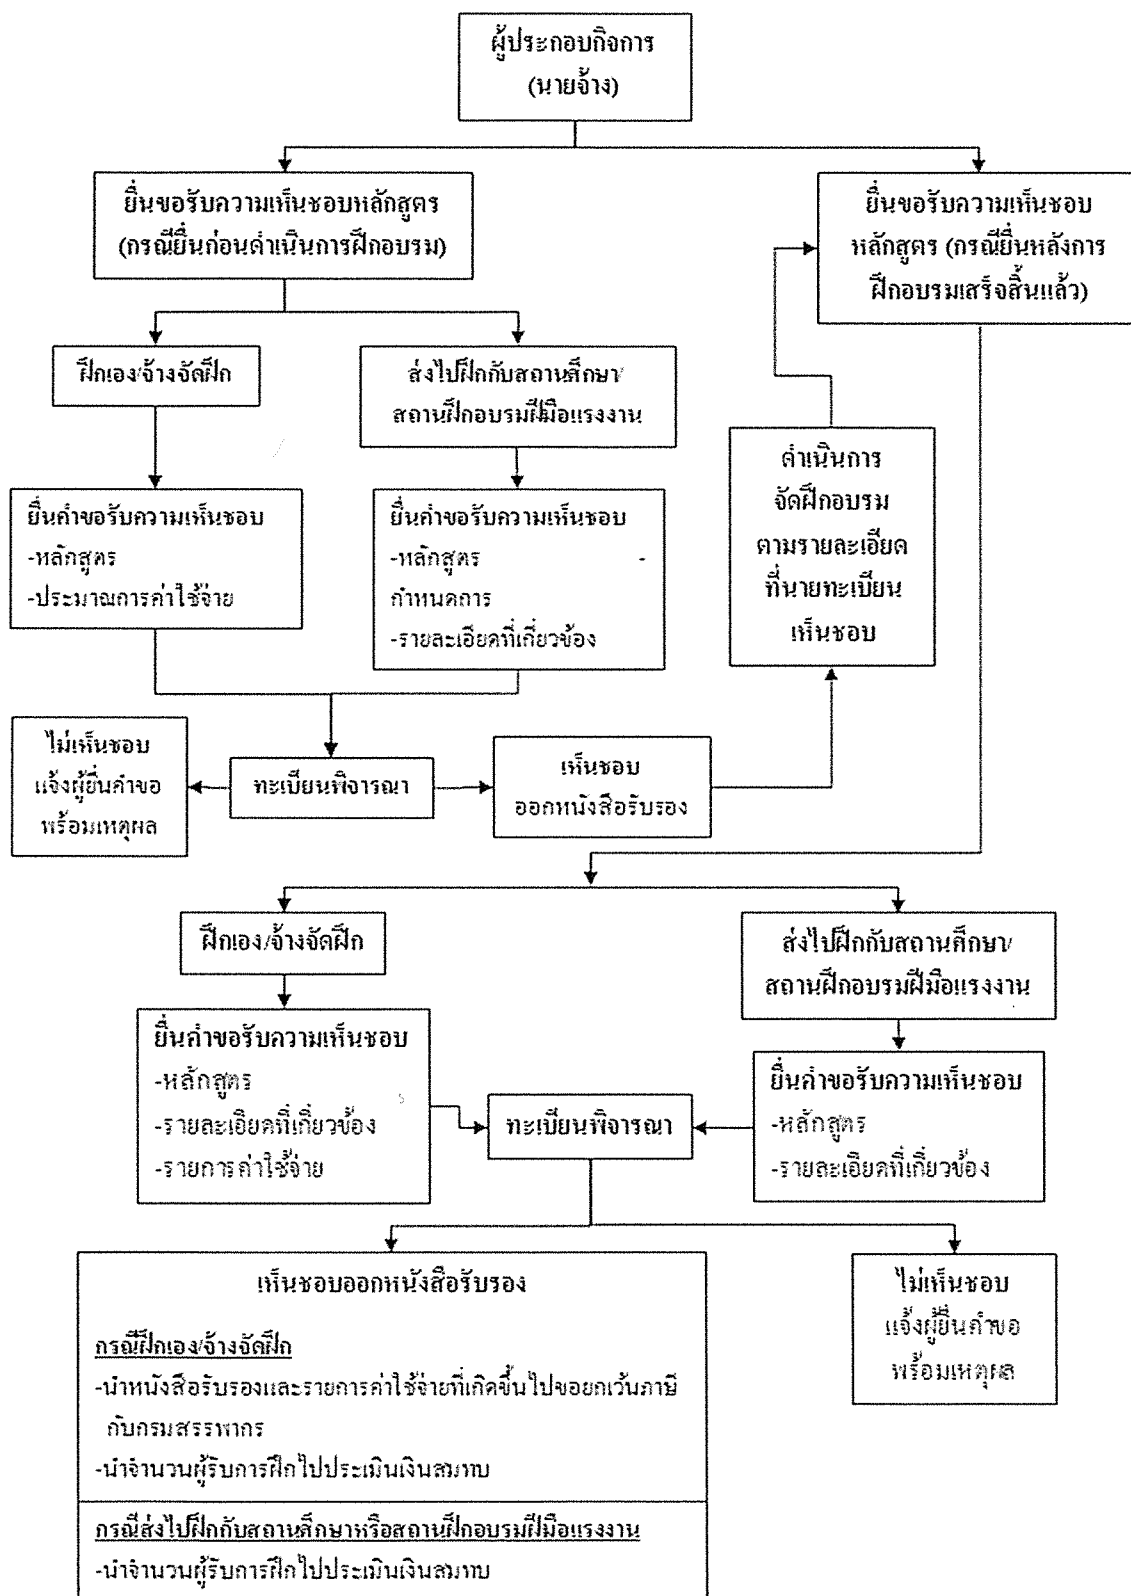 ผู้ประกอบกิจการ
(นายจ้าง)
ยื่นขอรับความเห็นชอบหลักสูตร
(กรณียื่นก่อนดำเนินการฝึกอบรม)
ยื่นขอรับความเห็นชอบ
หลักสูตร (กรณียื่นหลังการ
ฝึกอบรมเสร็จสิ้นแล้ว)
ฝึกเอง/จ้างจัดฝึก
ส่งไปฝึกกับสถานศึกษา/
สถานฝึกอบรมฝีมือแรงงาน
ยื่นคำขอรับความเห็นชอบ
-หลักสูตร
-ประมาณการค่าใช้จ่าย
ยื่นคำขอรับความเห็นชอบ
-หลักสูตร -
กำหนดการ
-รายละเอียดที่เกี่ยวข้อง
ดำเนินการ
จัดฝึกอบรม
ตามรายละเอียด
ที่นายทะเบียน
เห็นชอบ
ไม่เห็นชอบ
แจ้งผู้ยื่นคำขอ
พร้อมเหตุผล
ทะเบียนพิจารณา
เห็นชอบ
ออกหนังสือรับรอง
ฝึกเอง/จ้างจัดฝึก
ส่งไปฝึกกับสถานศึกษา/
สถานฝึกอบรมฝีมือแรงงาน
ยื่นคำขอรับความเห็นชอบ
-หลักสูตร
-รายละเอียดที่เกี่ยวข้อง
-รายการค่าใช้จ่าย
ทะเบียนพิจารณา
ยื่นคำขอรับความเห็นชอบ
-หลักสูตร
-รายละเอียดที่เกี่ยวข้อง
เห็นชอบออกหนังสือรับรอง
กรณีฝึกเอง/จ้างจัดฝึก
-นำหนังสือรับรองและรายการค่าใช้จ่ายที่เกิดขึ้นไปขอยกเว้นภาษี
กับกรมสรรพากร
-นำจำนวนผู้รับการฝึกไปประเมินเงินสมทบ
กรณีส่งไปฝึกกับสถานศึกษาหรือสถานฝึกอบรมฝีมือแรงงาน
-นำจำนวนผู้รับการฝึกไปประเมินเงินสมทบ
ไม่เห็นชอบ
แจ้งผู้ยื่นคำขอ
พร้อมเหตุผล